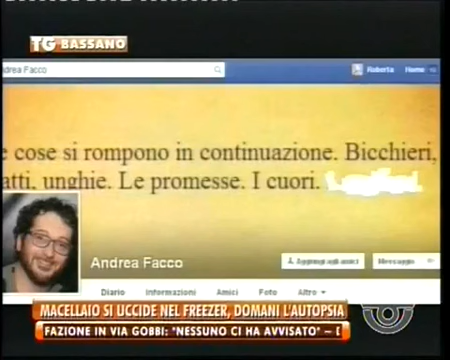 TG BASSANO
drea Facco
Roberta Home
e cose si rompono in continuazione. Bicchieri,
atti, unghie. Le promesse. I cuori.
Andrea Facco
Aggiungi agli amici
Messaggio
Diario Informazioni Amici Foto Altro
MACELLAIO SI UCCIDE NEL FREEZER, DOMANI L'AUTOPSIA
FAZIONE IN VIA GOBBI: "NESSUNO CI HA AVVISATO" –